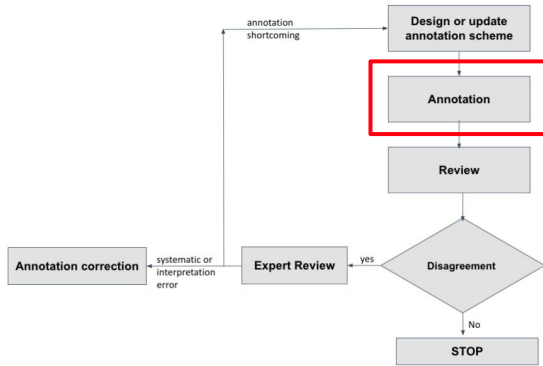 annotation
shortcoming
Design or update
annotation scheme
Annotation
Review
Annotation correction
systematic or
interpretation
error
Expert Review
yes
Disagreement
No
STOP